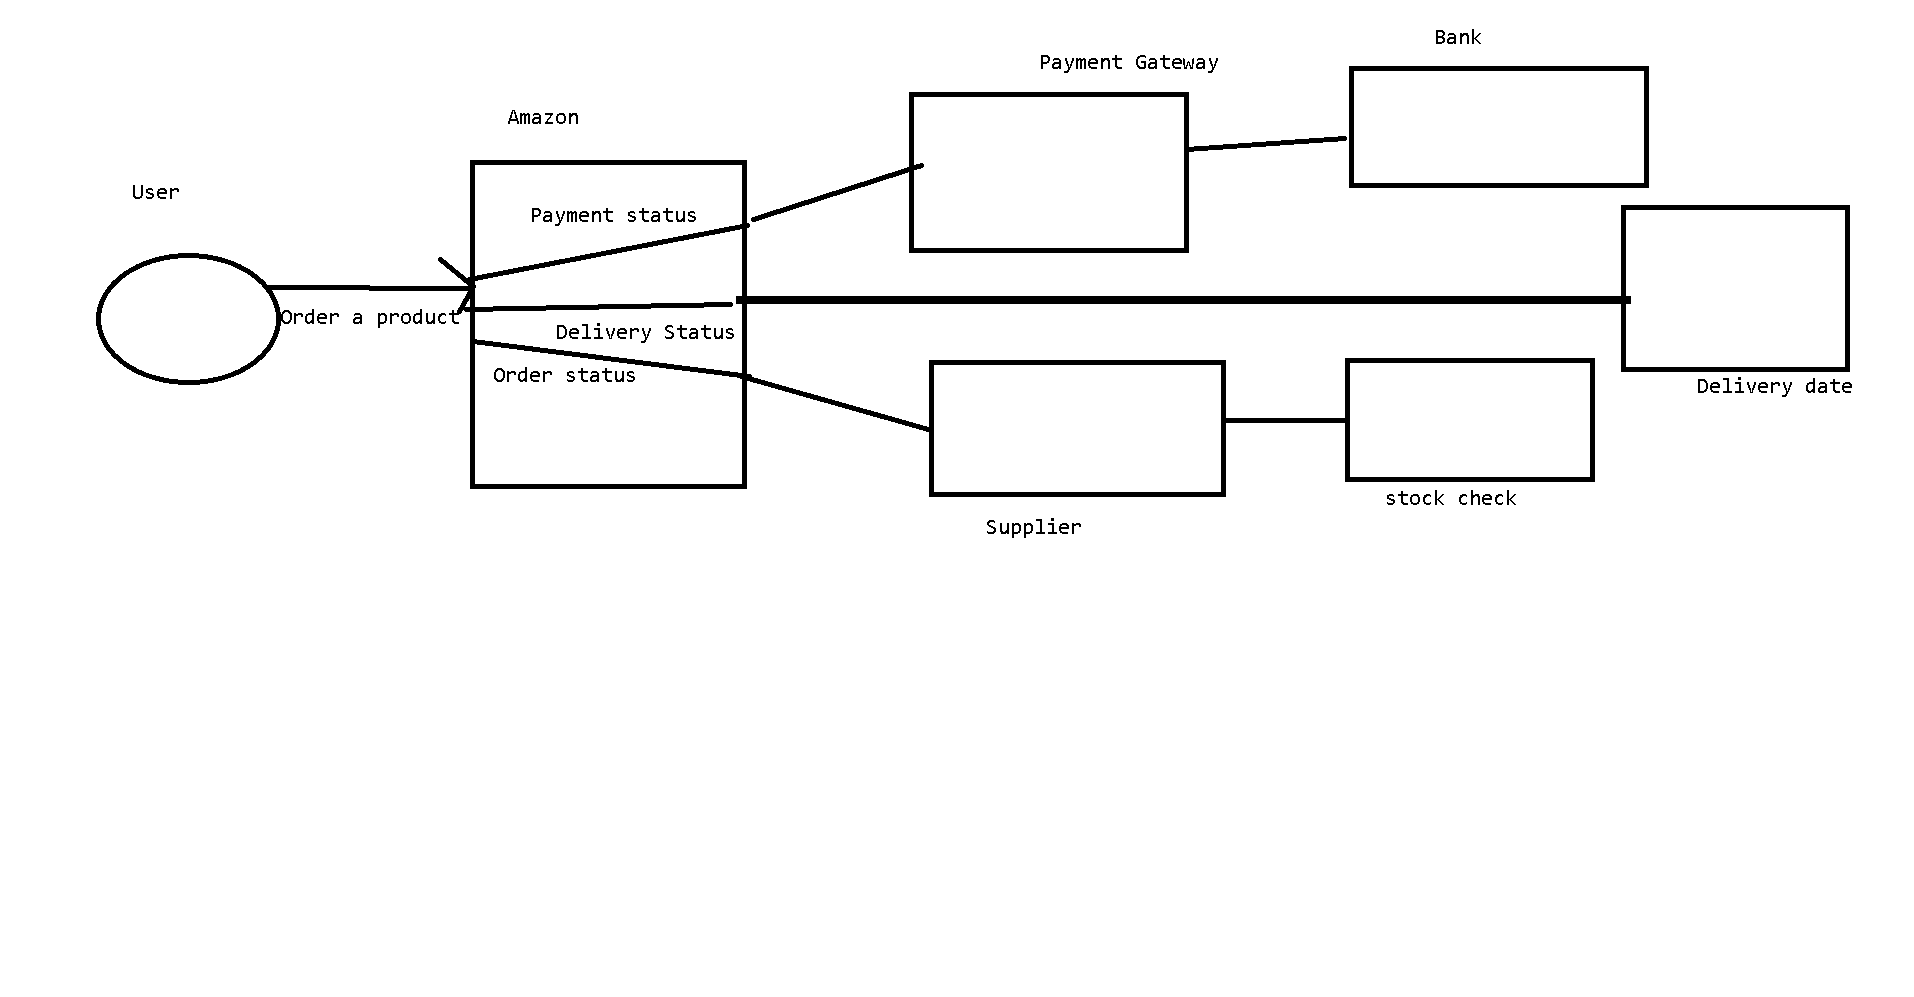 Bank
Payment Gateway
Amazon
User
Payment status
Order a product
Delivery Status
Order status
Delivery date
stock check
Supplier